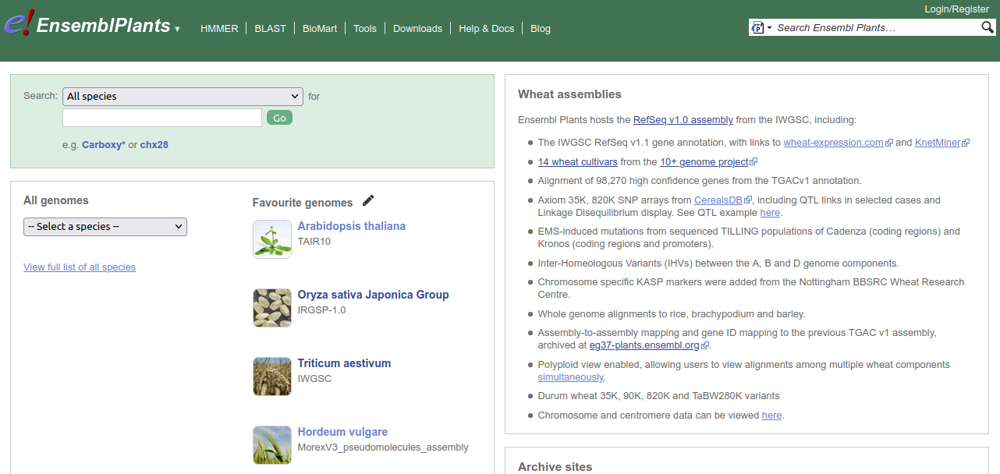 Login/Register
e! EnsemblPlants ▼ HMMER BLAST BioMart Tools Downloads Help & Docs Blog
Search Ensembl Plants…
Search: All species for
Go
e.g. Carboxy* or chx28
All genomes
-- Select a species --
View full list of all species
Favourite genomes
Arabidopsis thaliana
TAIR10
Oryza sativa Japonica Group
IRGSP-1.0
Triticum aestivum
IWGSC
Hordeum vulgare
MorexV3_pseudomolecules_assembly
Wheat assemblies
Ensembl Plants hosts the RefSeq v1.0 assembly from the IWGSC, including:
The IWGSC RefSeq v1.1 gene annotation, with links to wheat-expression.com and KnetMiner
14 wheat cultivars from the 10+ genome project
Alignment of 98,270 high confidence genes from the TGACv1 annotation.
Axiom 35K, 820K SNP arrays from CerealsDB, including QTL links in selected cases and
Linkage Disequilibrium display. See QTL example here.
EMS-induced mutations from sequenced TILLING populations of Cadenza (coding regions) and
Kronos (coding regions and promoters).
Inter-Homeologous Variants (IHVs) between the A, B and D genome components.
Chromosome specific KASP markers were added from the Nottingham BBSRC Wheat Research
Centre.
Whole genome alignments to rice, brachypodium and barley.
Assembly-to-assembly mapping and gene ID mapping to the previous TGAC v1 assembly,
archived at eg37-plants.ensembl.org.
Polyploid view enabled, allowing users to view alignments among multiple wheat components
simultaneously.
Durum wheat 35K, 90K, 820K and TaBW280K variants
Chromosome and centromere data can be viewed here.
Archive sites